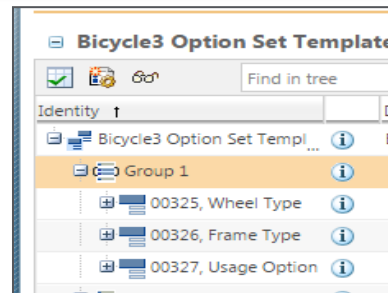 Bicycle3 Option Set Template
Find in tree
Identity ↑
Bicycle3 Option Set Templ...
Group 1
00325, Wheel Type
00326, Frame Type
00327, Usage Option